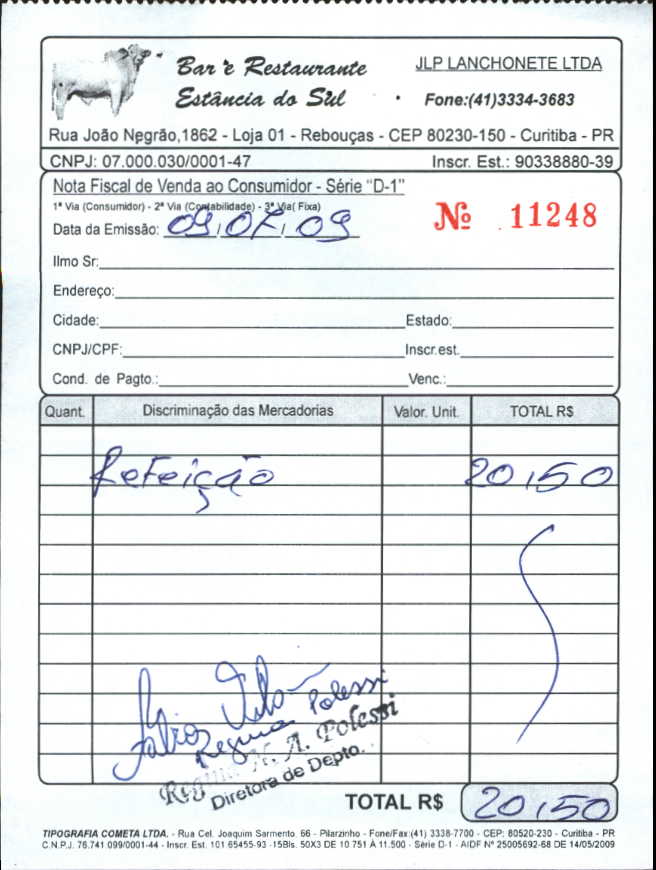 Bar e Restaurante JLP LANCHONETE LTDA
Estância do Sul · Fone:(41)3334-3683
Rua João Negrão,1862 - Loja 01 - Rebouças - CEP 80230-150 - Curitiba - PR
CNPJ: 07.000.030/0001-47 Inscr. Est.: 90338880-39
Nota Fiscal de Venda ao Consumidor - Série "D-1"
1ª Via (Consumidor) - 2ª Via (Contabilidade) - 3ª Via( Fixa)
Nº 11248
Data da Emissão: 09/07/09
Ilmo Sr:
Endereço:
Cidade: Estado:
CNPJ/CPF: Inscr.est.
Cond. de Pagto.: Venc.:
Quant. Discriminação das Mercadorias Valor. Unit. TOTAL R$
Refeição 20,50
Regina Polessi
Regina N. A. Polessi
Diretora de Depto.
TOTAL R$ 20,50
TIPOGRAFIA COMETA LTDA. - Rua Cel. Joaquim Sarmento, 66 - Pilarzinho - Fone/Fax (41) 3338-7700 - CEP: 80520-230 - Curitiba - PR
C.N.P.J. 76.741.099/0001-44 - Inscr. Est. 101.65455-93 -15Bls. 50X3 DE 10.751 À 11.500 - Série D-1 - AIDF Nº 25005692-68 DE 14/05/2009